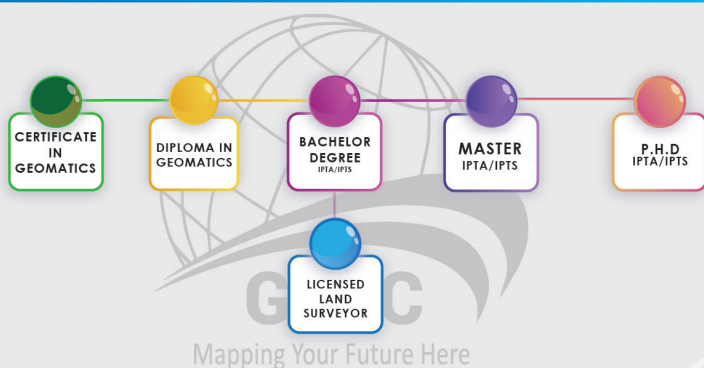 CERTIFICATE
IN
GEOMATICS
DIPLOMA IN
GEOMATICS
BACHELOR
DEGREE
IPTA/IPTS
MASTER
IPTA/IPTS
P.H.D
IPTA/IPTS
LICENSED
LAND
SURVEYOR
Mapping Your Future Here